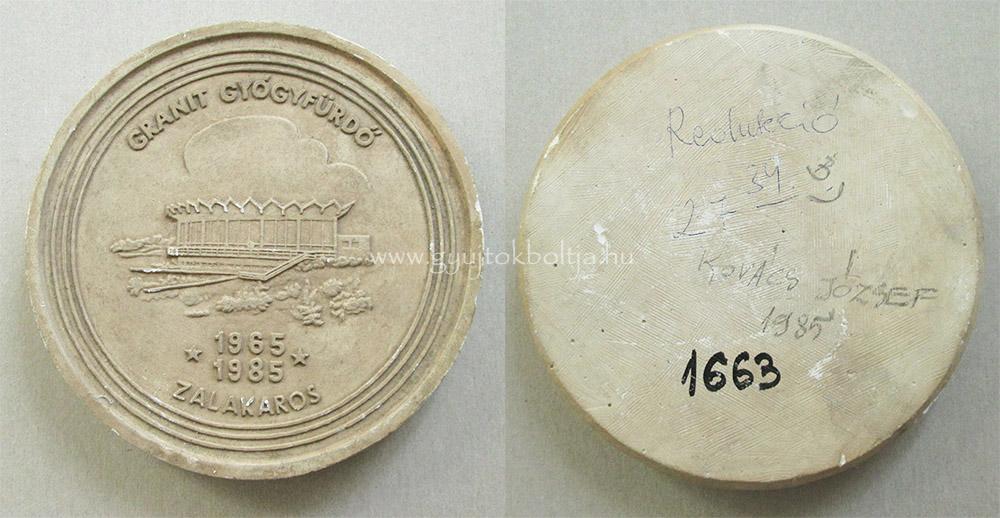 GRANIT GYÓGYFÜRDŐ
1965
1985
ZALAKAROS
www.gyujtokboltja.hu
Redukció
KOVÁCS JÓZSEF
1985
1663